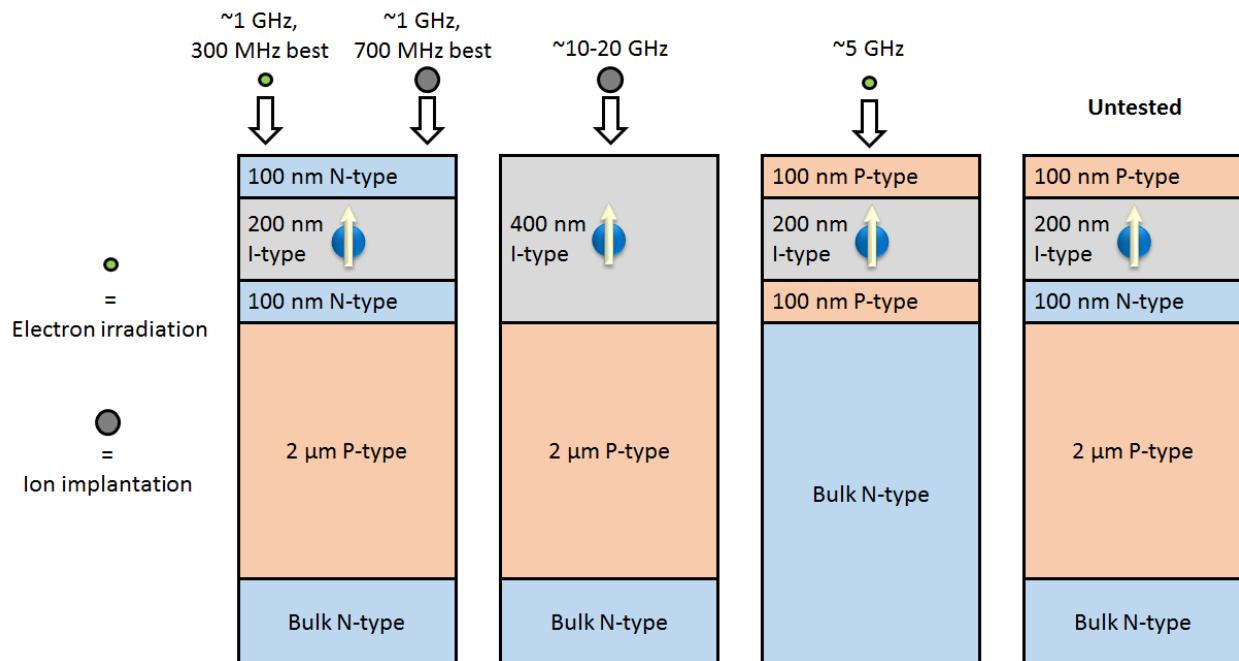 ~1 GHz,
300 MHz best
~1 GHz,
700 MHz best
~10-20 GHz
~5 GHz
Untested
100 nm N-type
200 nm
I-type
100 nm N-type
2 μm P-type
Bulk N-type
400 nm
I-type
2 μm P-type
Bulk N-type
100 nm P-type
200 nm
I-type
100 nm P-type
Bulk N-type
100 nm P-type
200 nm
I-type
100 nm N-type
2 μm P-type
Bulk N-type
=
Electron irradiation
=
Ion implantation